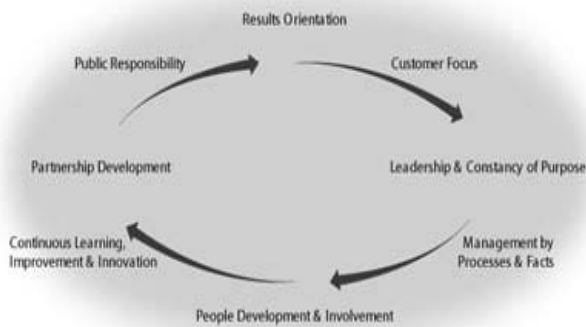 Results Orientation
Public Responsibility
Customer Focus
Partnership Development
Leadership & Constancy of Purpose
Continuous Learning,
Improvement & Innovation
Management by
Processes & Facts
People Development & Involvement